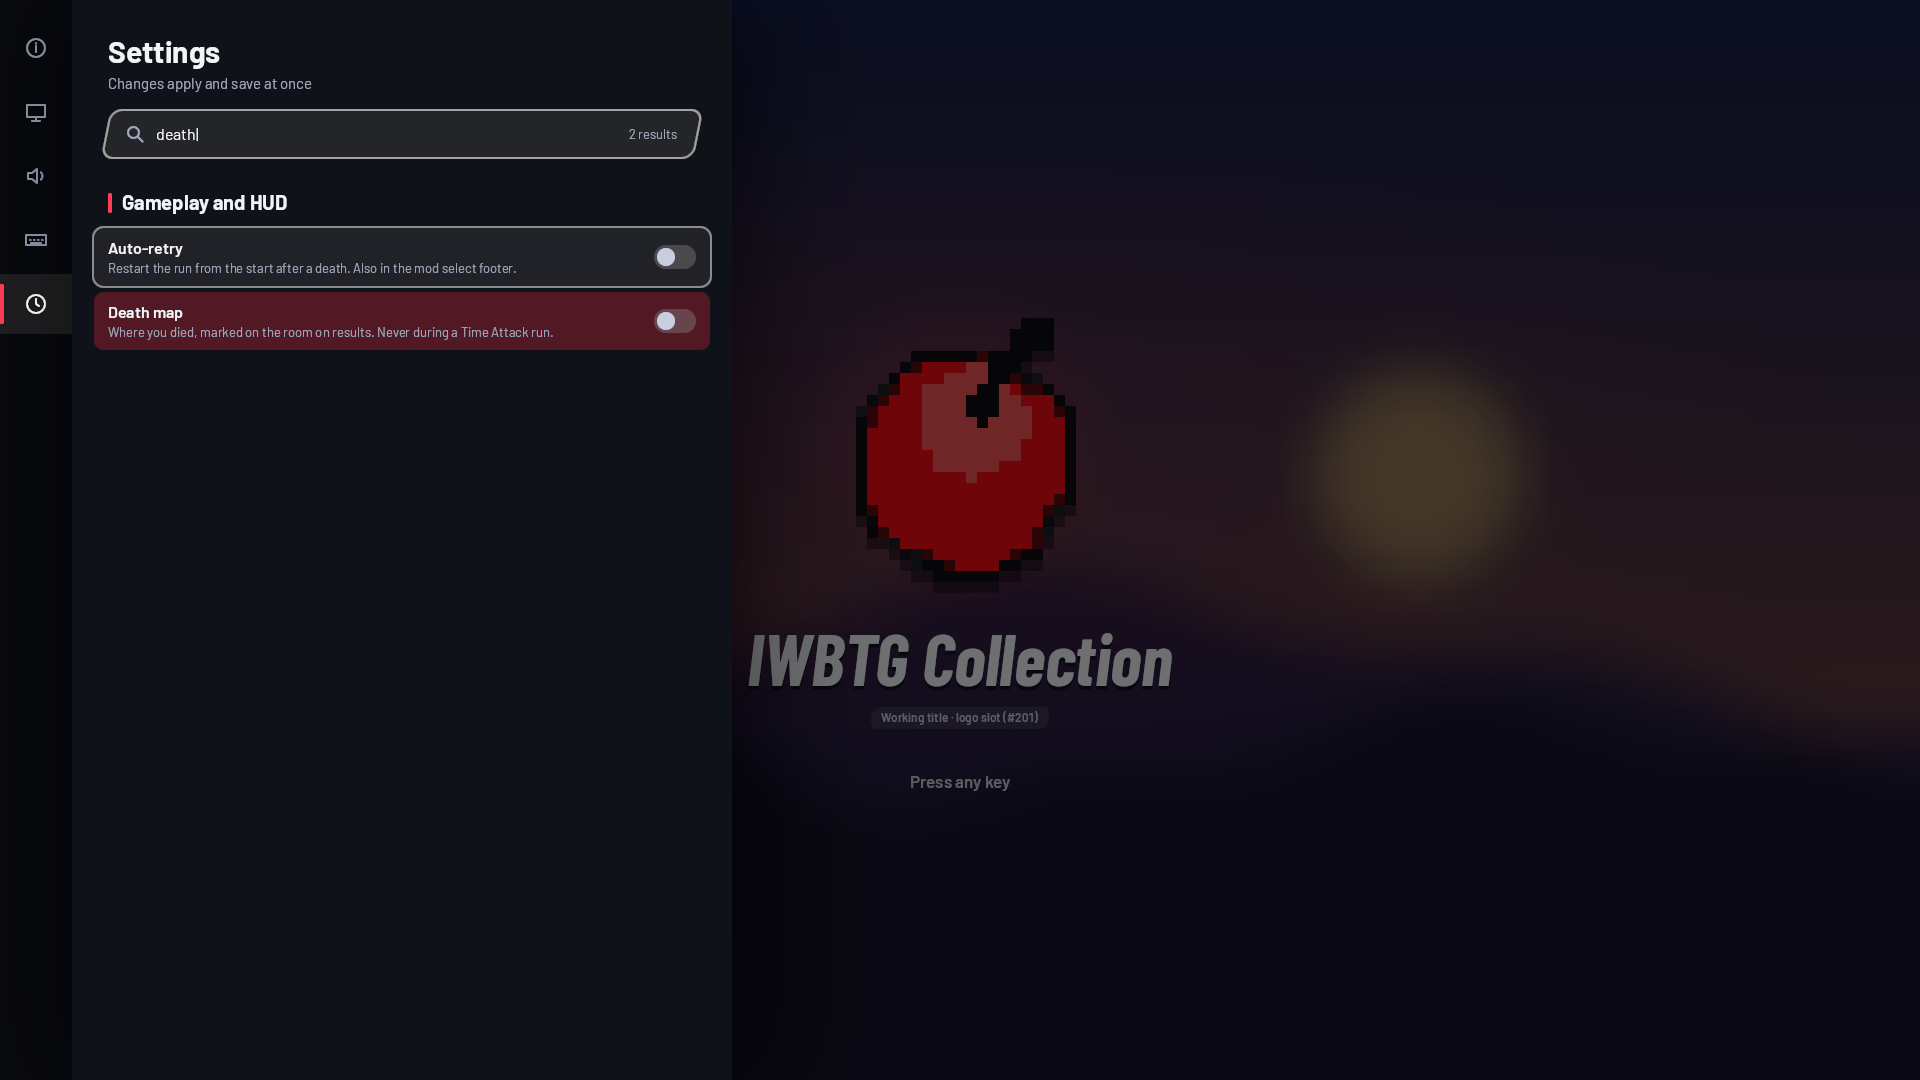 Settings
Changes apply and save at once
death
2 results
Gameplay and HUD
Auto-retry
Restart the run from the start after a death. Also in the mod select footer.
Death map
Where you died, marked on the room on results. Never during a Time Attack run.
IWBTG Collection
Working title · logo slot (#201)
Press any key